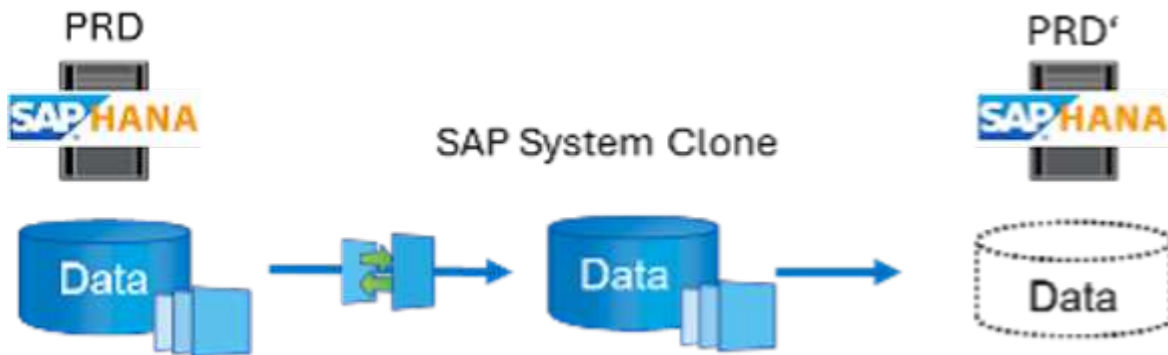 PRD
PRD‘
SAP HANA
SAP HANA
SAP System Clone
Data
Data
Data